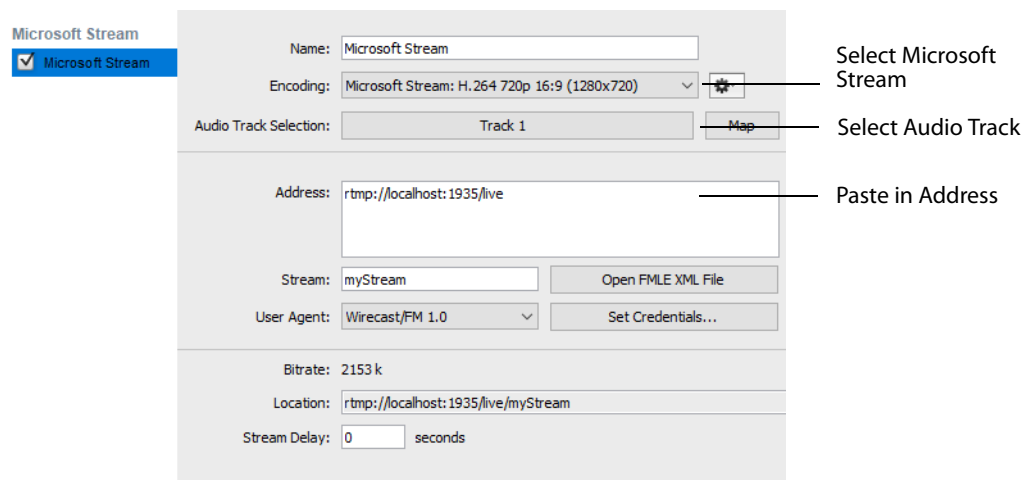 Microsoft Stream
Microsoft Stream
Name: Microsoft Stream
Encoding: Microsoft Stream: H.264 720p 16:9 (1280x720)
Select Microsoft
Stream
Audio Track Selection: Track 1 Map
Select Audio Track
Address: rtmp://localhost:1935/live
Paste in Address
Stream: myStream Open FMLE XML File
User Agent: Wirecast/FM 1.0 Set Credentials...
Bitrate: 2153 k
Location: rtmp://localhost:1935/live/myStream
Stream Delay: 0 seconds